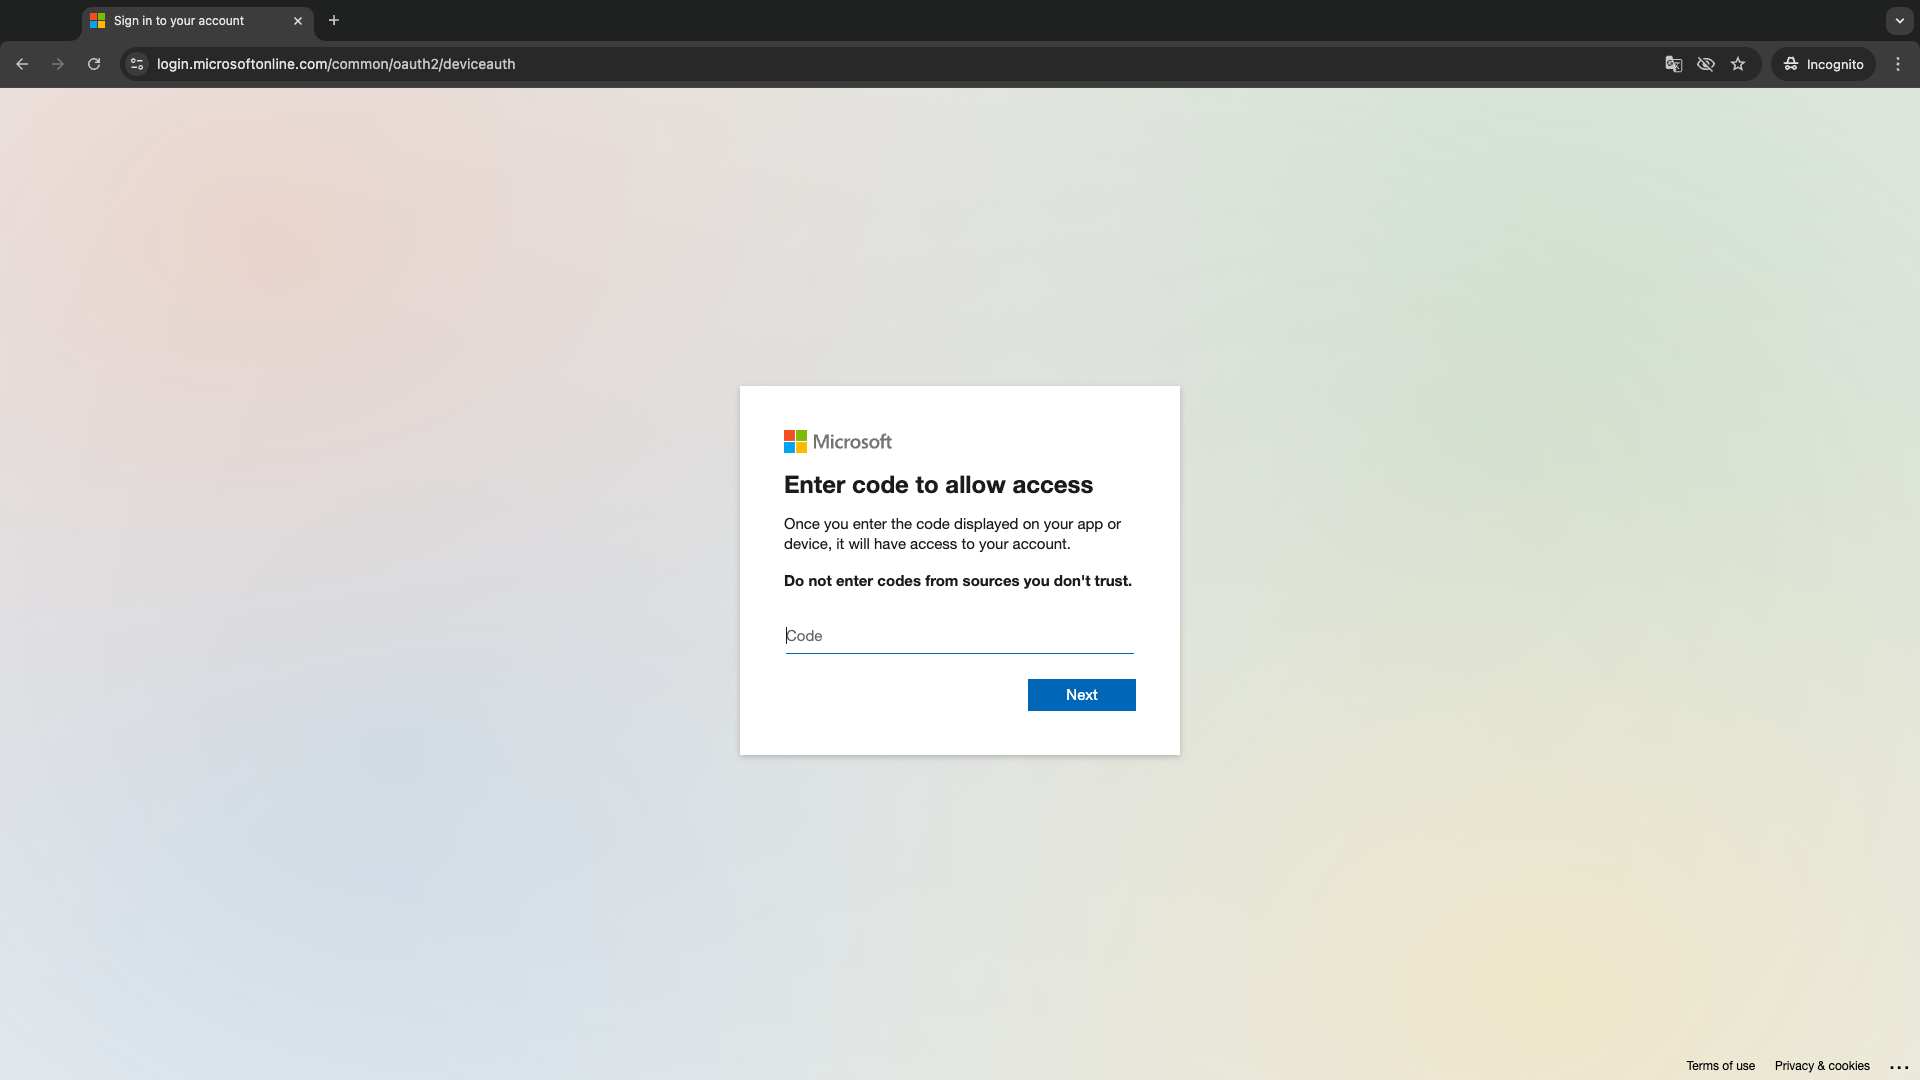 Sign in to your account
login.microsoftonline.com/common/oauth2/deviceauth
Incognito
Microsoft
Enter code to allow access
Once you enter the code displayed on your app or
device, it will have access to your account.
Do not enter codes from sources you don't trust.
Code
Next
Terms of use
Privacy & cookies
...